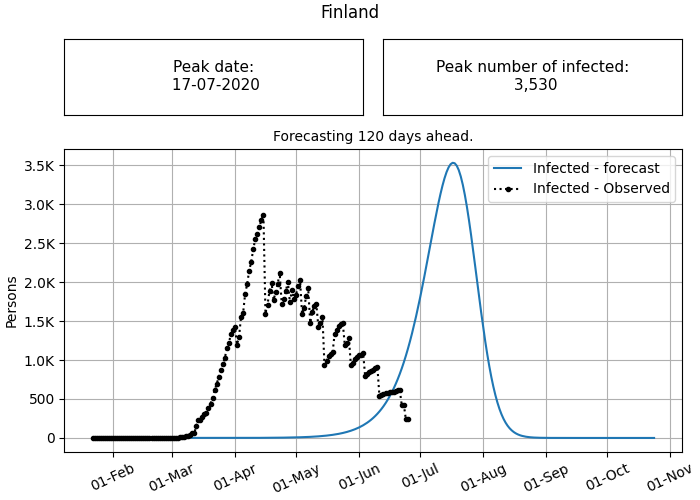 Finland
Peak date:
17-07-2020
Peak number of infected:
3,530
Forecasting 120 days ahead.
3.5K
3.0K
2.5K
2.0K
1.5K
1.0K
500
0
Persons
Infected - forecast
Infected - Observed
01-Feb
01-Mar
01-Apr
01-May
01-Jun
01-Jul
01-Aug
01-Sep
01-Oct
01-Nov